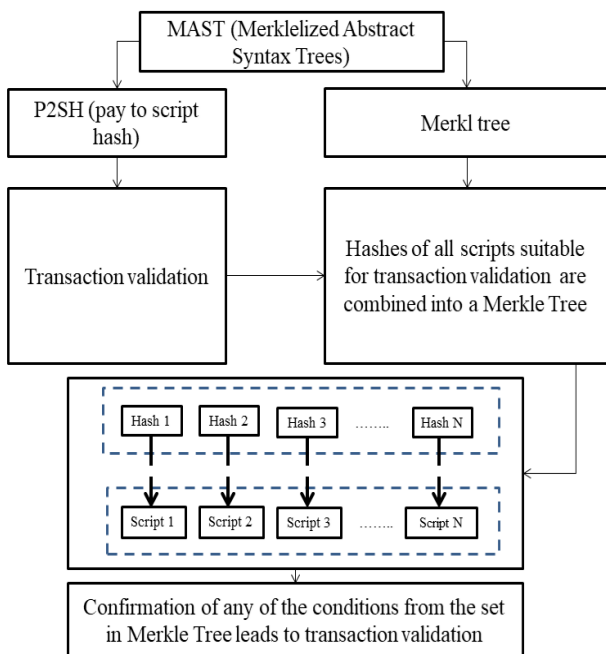 MAST (Merklelized Abstract
Syntax Trees)
P2SH (pay to script
hash)
Merkl tree
Transaction validation
Hashes of all scripts suitable
for transaction validation are
combined into a Merkle Tree
Hash 1
Hash 2
Hash 3
........
Hash N
Script 1
Script 2
Script 3
........
Script N
Confirmation of any of the conditions from the set
in Merkle Tree leads to transaction validation